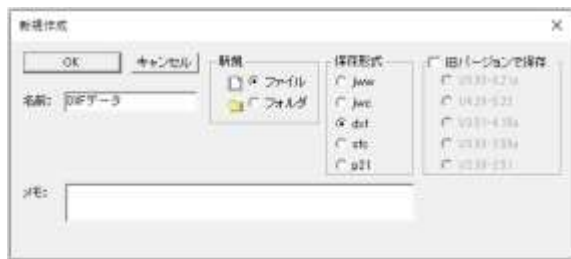 新規作成
OK キャンセル
名前: DXFデータ
新規
ファイル
フォルダ
保存形式
jww
jwc
dxf
sfc
p21
旧バージョンで保存
メモ: